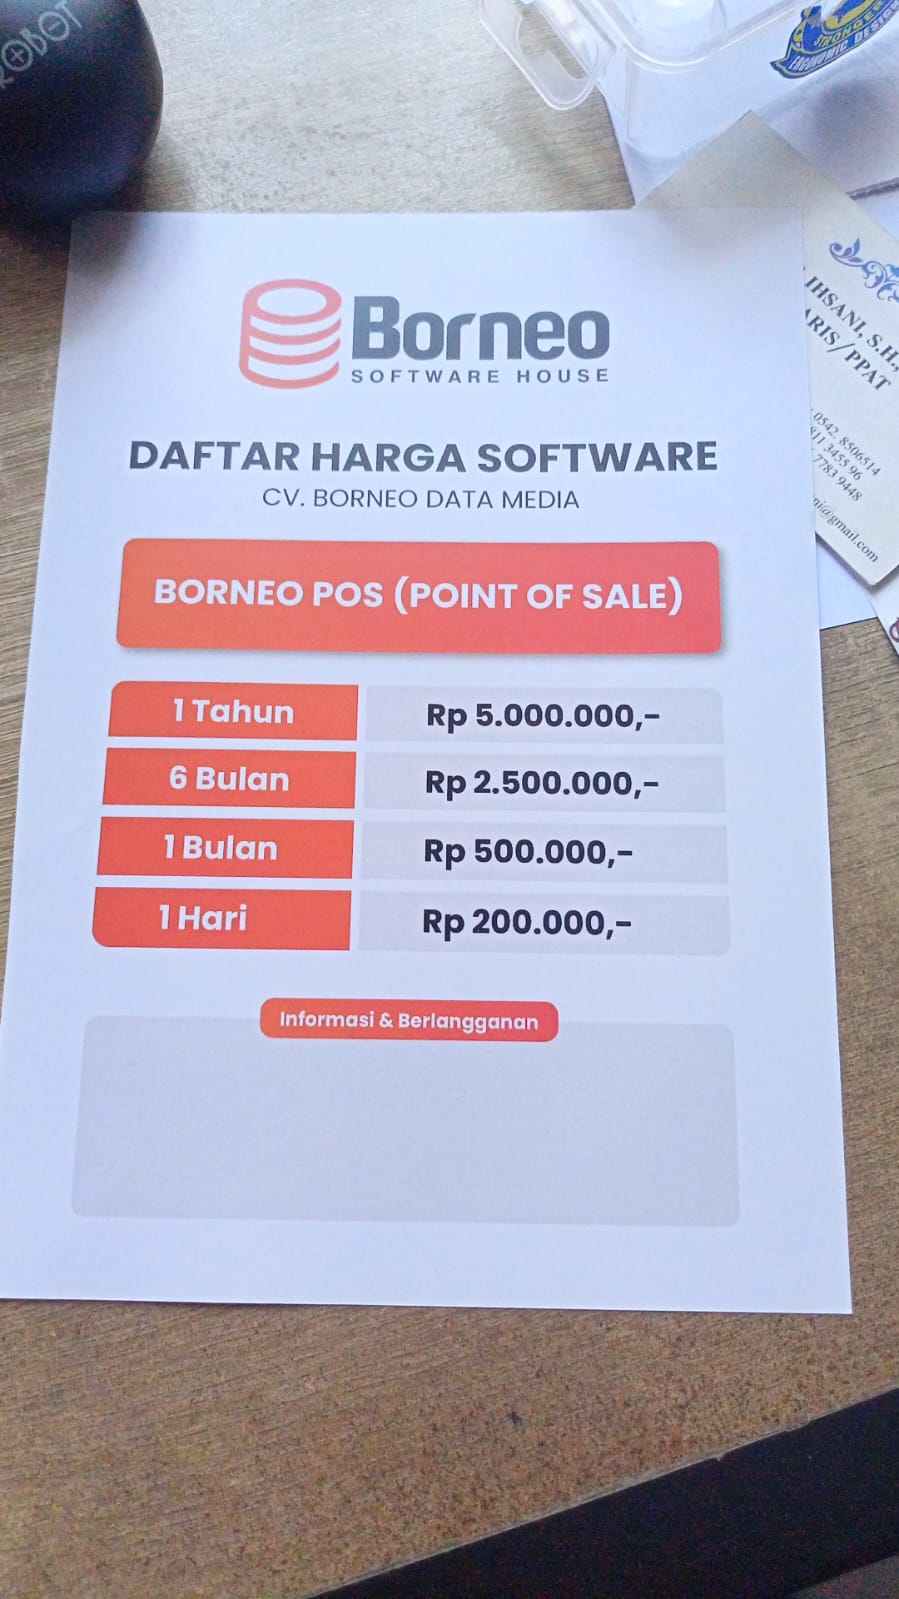 ROBOT
STRONGER
ERGONOMIC DESIGN
Borneo
SOFTWARE HOUSE
DAFTAR HARGA SOFTWARE
CV. BORNEO DATA MEDIA
BORNEO POS (POINT OF SALE)
1 Tahun Rp 5.000.000,-
6 Bulan Rp 2.500.000,-
1 Bulan Rp 500.000,-
1 Hari Rp 200.000,-
Informasi & Berlangganan
IHSANI, S.H.,
ARIS/PPAT
0542. 8506514
811 3455 96
7783 9448
ni@gmail.com